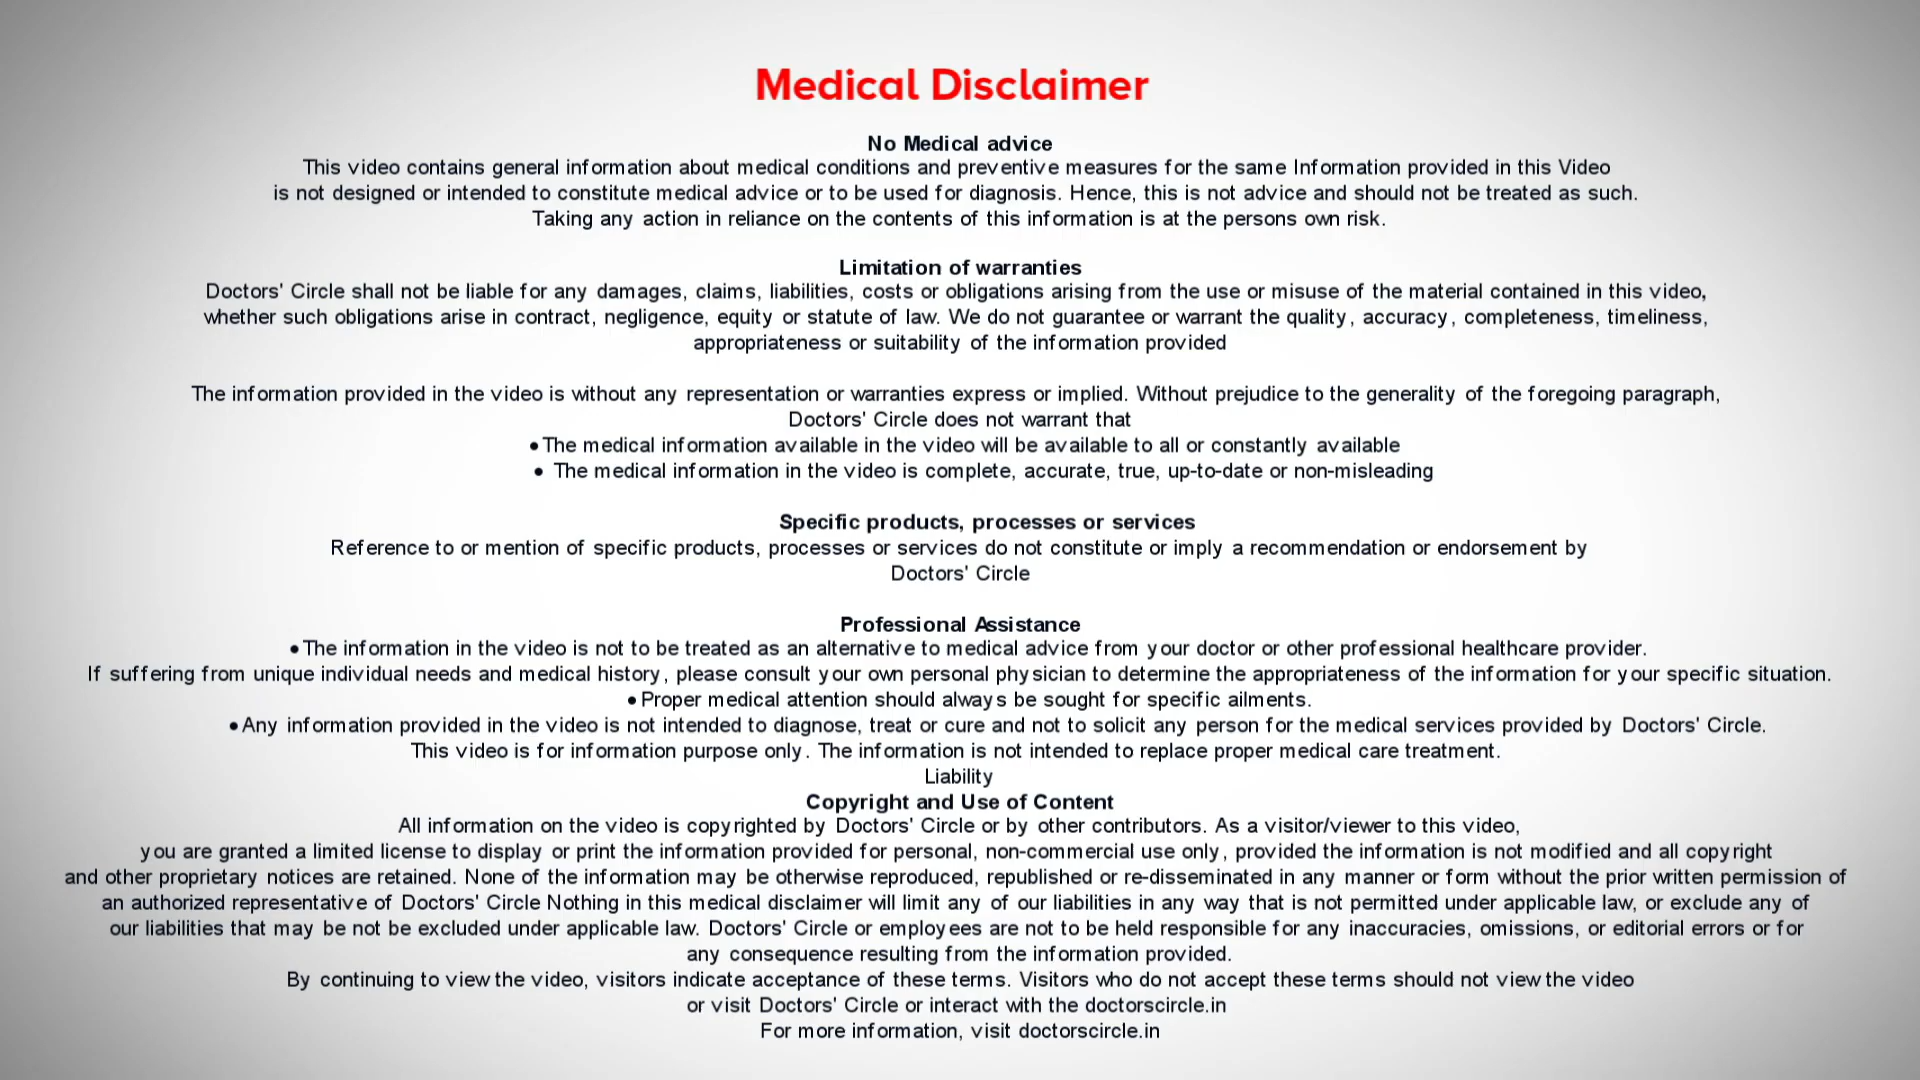 Medical Disclaimer
No Medical advice
This video contains general information about medical conditions and preventive measures for the same Information provided in this Video
is not designed or intended to constitute medical advice or to be used for diagnosis. Hence, this is not advice and should not be treated as such.
Taking any action in reliance on the contents of this information is at the persons own risk.
Limitation of warranties
Doctors' Circle shall not be liable for any damages, claims, liabilities, costs or obligations arising from the use or misuse of the material contained in this video,
whether such obligations arise in contract, negligence, equity or statute of law. We do not guarantee or warrant the quality, accuracy, completeness, timeliness,
appropriateness or suitability of the information provided
The information provided in the video is without any representation or warranties express or implied. Without prejudice to the generality of the foregoing paragraph,
Doctors' Circle does not warrant that
• The medical information available in the video will be available to all or constantly available
• The medical information in the video is complete, accurate, true, up-to-date or non-misleading
Specific products, processes or services
Reference to or mention of specific products, processes or services do not constitute or imply a recommendation or endorsement by
Doctors' Circle
Professional Assistance
• The information in the video is not to be treated as an alternative to medical advice from your doctor or other professional healthcare provider.
If suffering from unique individual needs and medical history, please consult your own personal physician to determine the appropriateness of the information for your specific situation.
• Proper medical attention should always be sought for specific ailments.
• Any information provided in the video is not intended to diagnose, treat or cure and not to solicit any person for the medical services provided by Doctors' Circle.
This video is for information purpose only. The information is not intended to replace proper medical care treatment.
Liability
Copyright and Use of Content
All information on the video is copyrighted by Doctors' Circle or by other contributors. As a visitor/viewer to this video,
you are granted a limited license to display or print the information provided for personal, non-commercial use only, provided the information is not modified and all copyright
and other proprietary notices are retained. None of the information may be otherwise reproduced, republished or re-disseminated in any manner or form without the prior written permission of
an authorized representative of Doctors' Circle Nothing in this medical disclaimer will limit any of our liabilities in any way that is not permitted under applicable law, or exclude any of
our liabilities that may be not be excluded under applicable law. Doctors' Circle or employees are not to be held responsible for any inaccuracies, omissions, or editorial errors or for
any consequence resulting from the information provided.
By continuing to view the video, visitors indicate acceptance of these terms. Visitors who do not accept these terms should not view the video
or visit Doctors' Circle or interact with the doctorscircle.in
For more information, visit doctorscircle.in